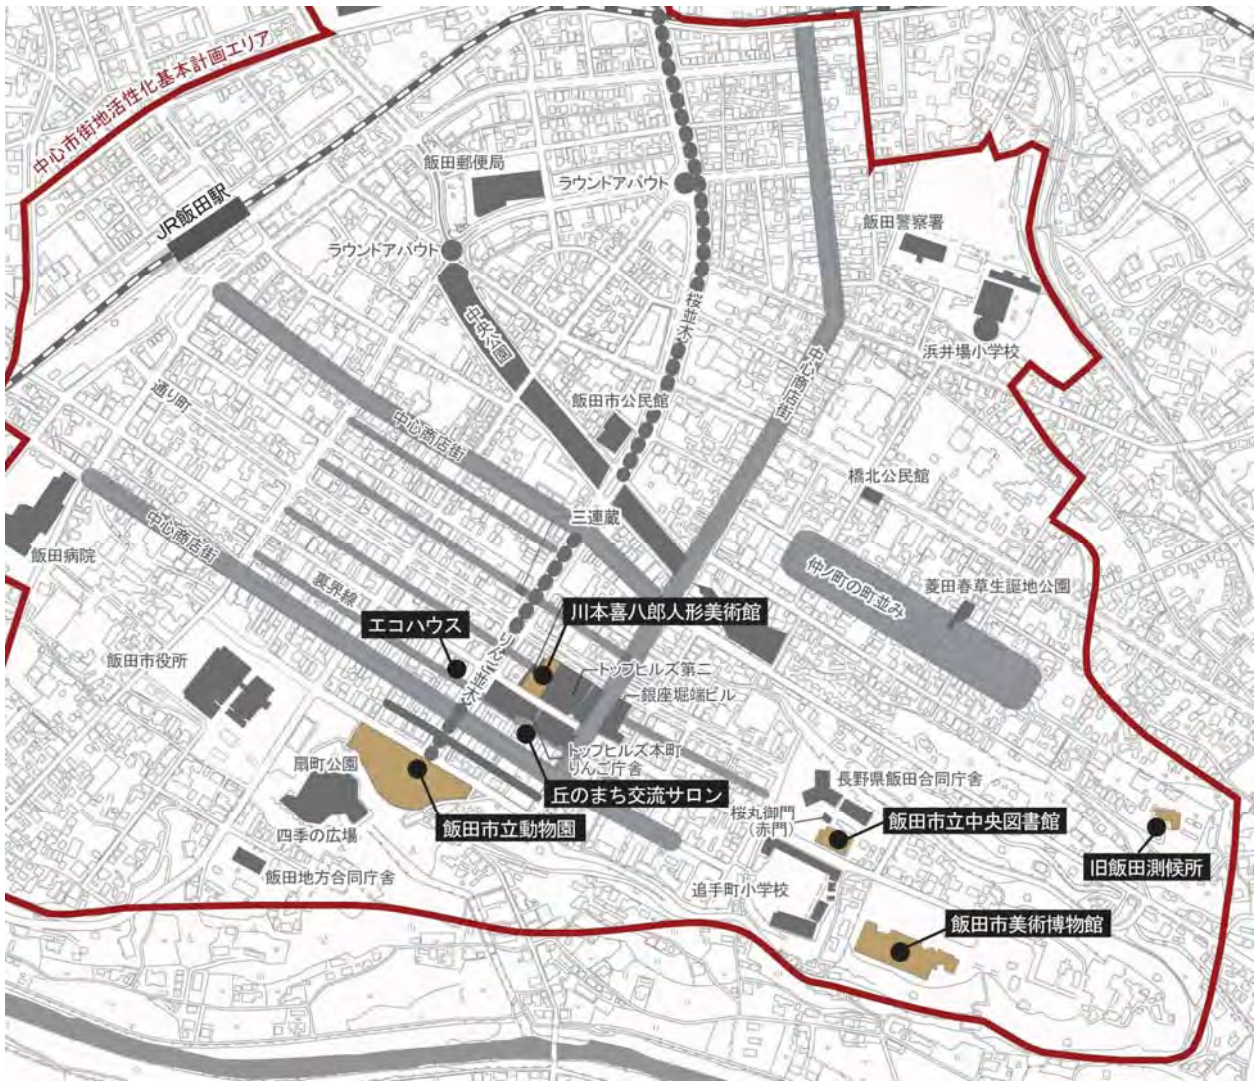 中心市街地活性化基本計画エリア
JR飯田駅
飯田郵便局
ラウンドアバウト
ラウンドアバウト
飯田警察署
中央公園
桜並木
浜井場小学校
中心商店街
通り町
飯田市公民館
中心商店街
橋北公民館
三連蔵
中心商店街
飯田病院
仲ノ町の町並み
菱田春草生誕地公園
裏界線
エコハウス
川本喜八郎人形美術館
りんご並木
飯田市役所
トップヒルズ第二
銀座堀端ビル
扇町公園
トップヒルズ本町
りんご庁舎
丘のまち交流サロン
長野県飯田合同庁舎
桜丸御門
(赤門)
飯田市立中央図書館
飯田市立動物園
四季の広場
旧飯田測候所
飯田地方合同庁舎
追手町小学校
飯田市美術博物館